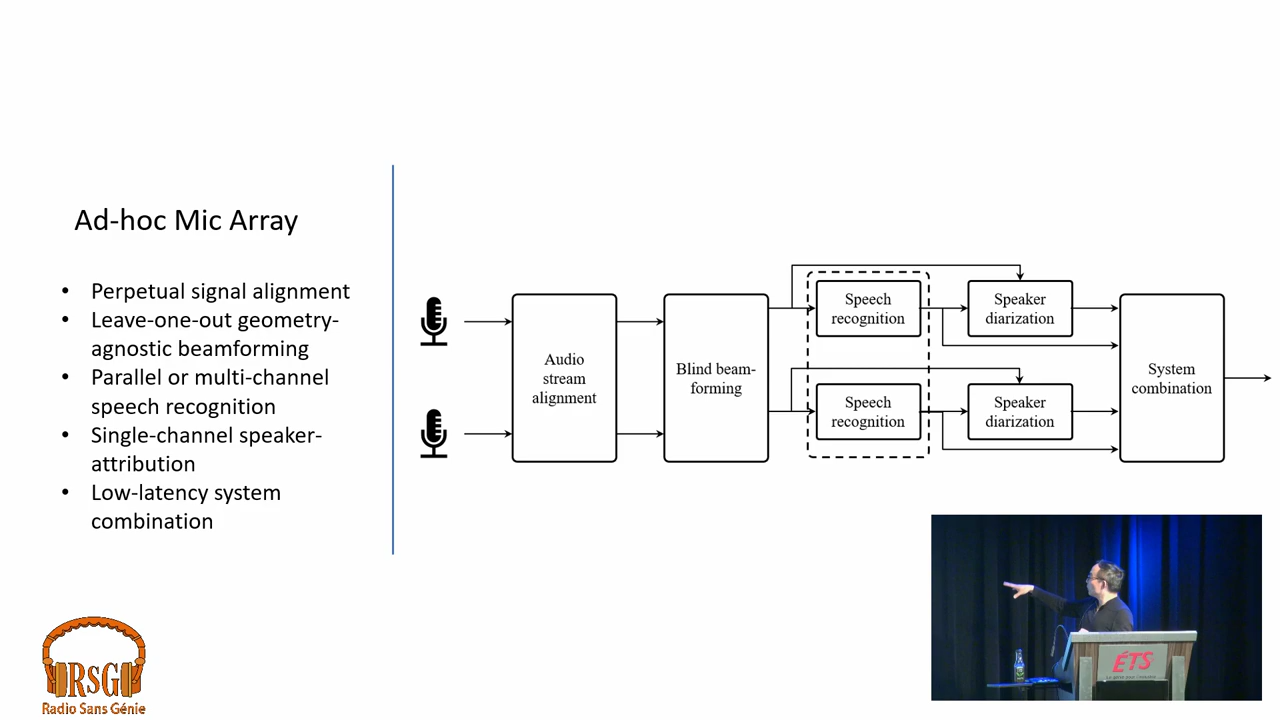 Ad-hoc Mic Array
• Perpetual signal alignment
• Leave-one-out geometry-
agnostic beamforming
• Parallel or multi-channel
speech recognition
• Single-channel speaker-
attribution
• Low-latency system
combination
Audio
stream
alignment
Blind beam-
forming
Speech
recognition
Speaker
diarization
Speech
recognition
Speaker
diarization
System
combination
RSG
Radio Sans Génie
ÉTS